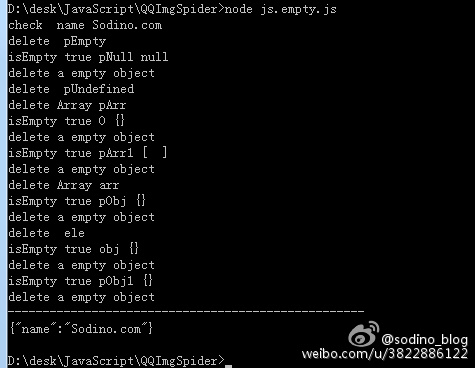 D:\desk\JavaScript\QQImgSpider>node js.empty.js
check  name Sodino.com
delete  pEmpty
isEmpty true pNull null
delete a empty object
delete  pUndefined
delete Array pArr
isEmpty true 0 {}
delete a empty object
isEmpty true pArr1 [  ]
delete a empty object
delete Array arr
isEmpty true pObj {}
delete a empty object
delete  ele
isEmpty true obj {}
delete a empty object
isEmpty true pObj1 {}
delete a empty object
---------------------------------------------------
{"name":"Sodino.com"}
@sodino_blog
weibo.com/u/3822886122
D:\desk\JavaScript\QQImgSpider>